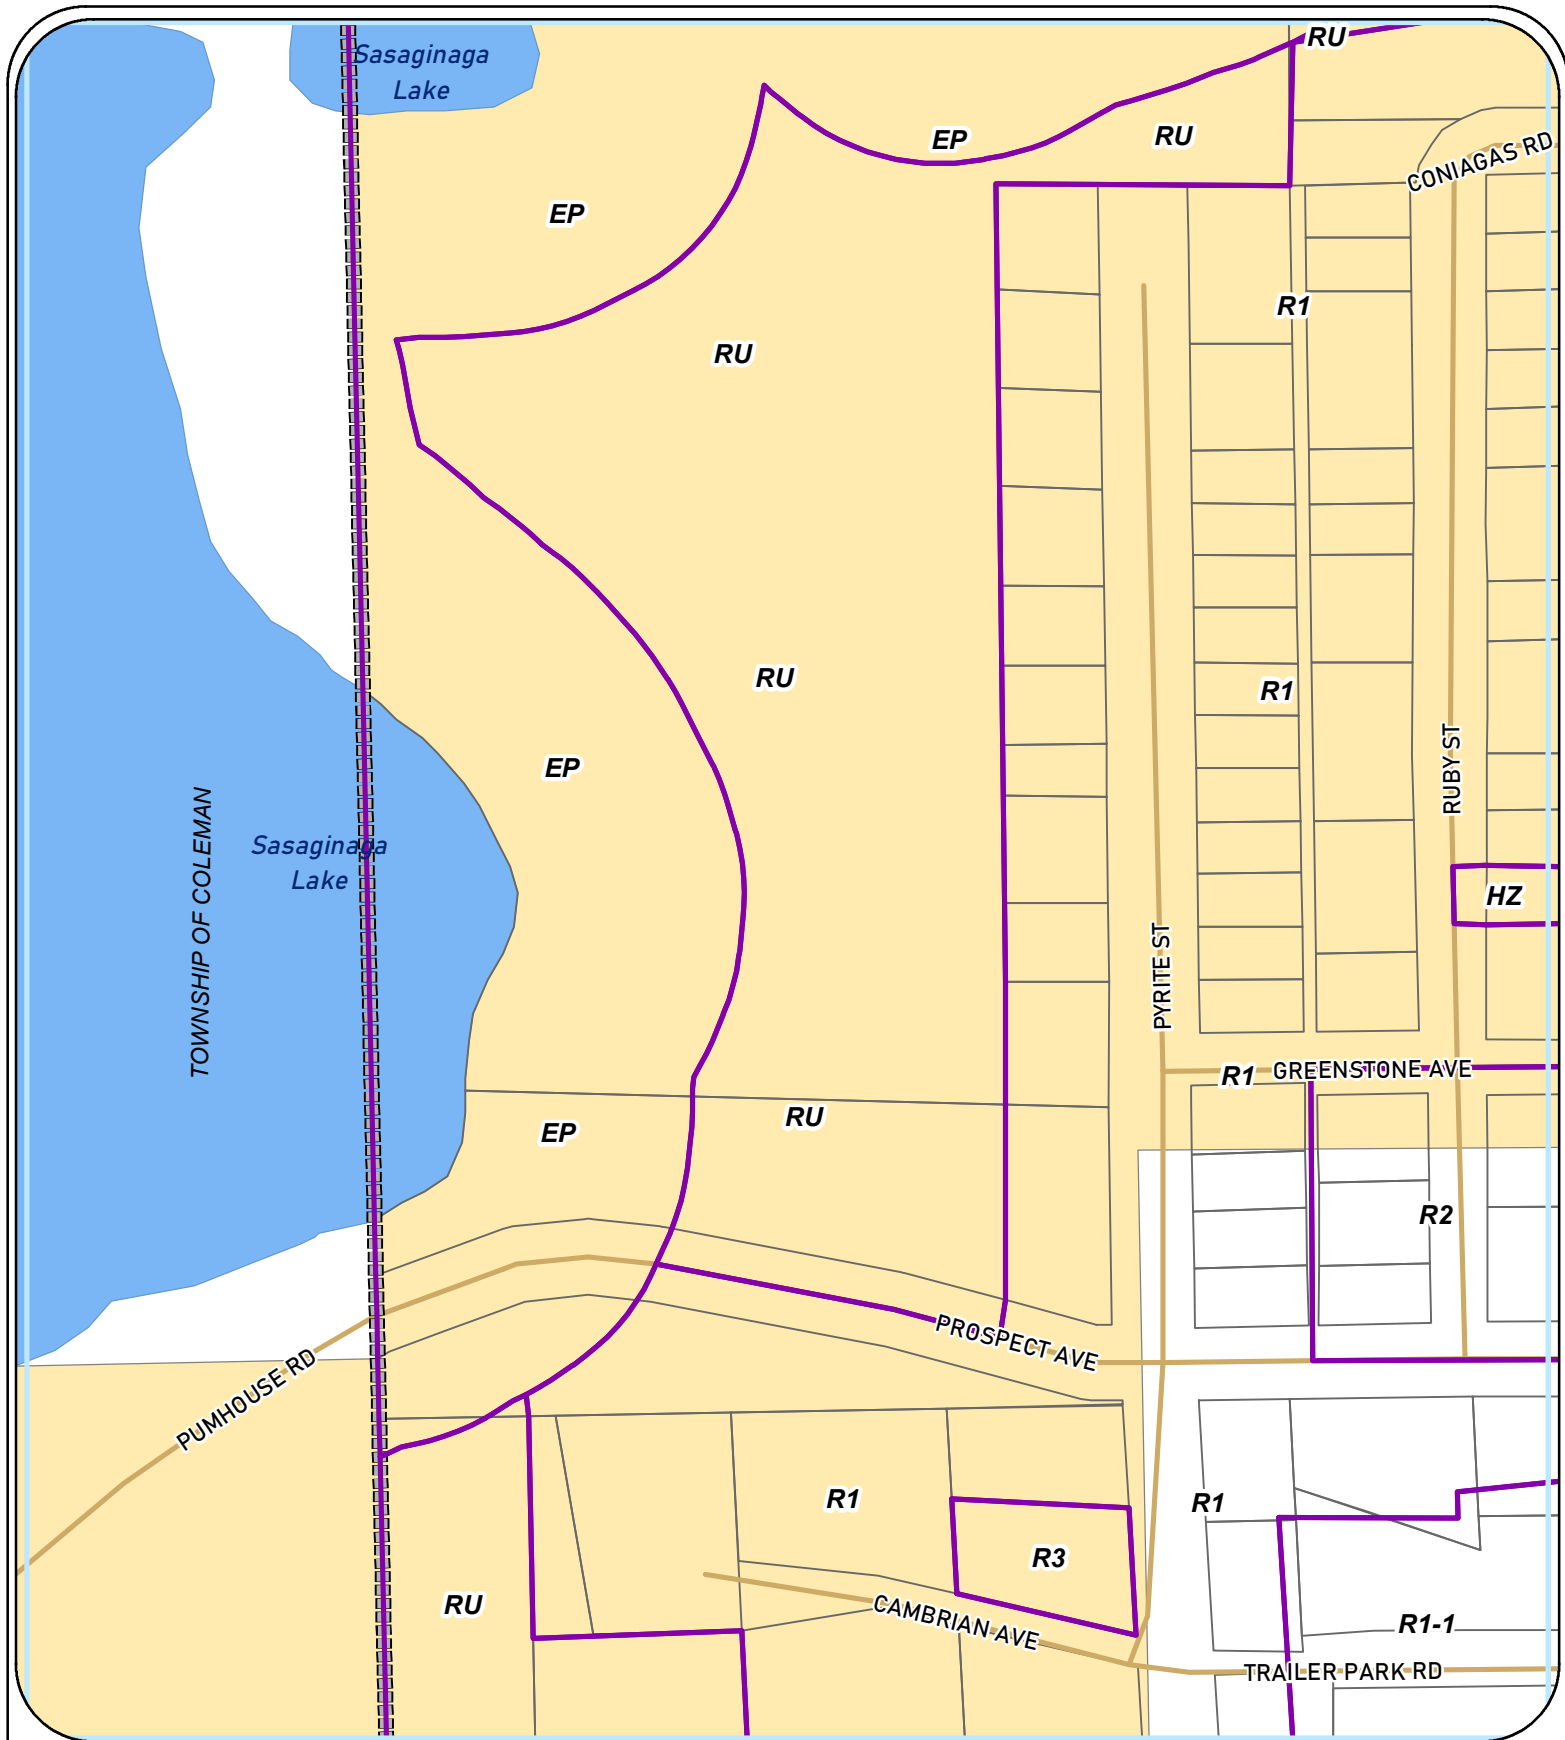 RU
Sasaginaga
Lake
EP
RU
CONIAGAS RD
EP
R1
RU
RU
R1
RUBY ST
EP
TOWNSHIP OF COLEMAN
Sasaginaga
Lake
HZ
PYRITE ST
R1
GREENSTONE AVE
RU
EP
R2
PROSPECT AVE
PUMHOUSE RD
R1
R1
R3
RU
CAMBRIAN AVE
R1-1
TRAILER PARK RD